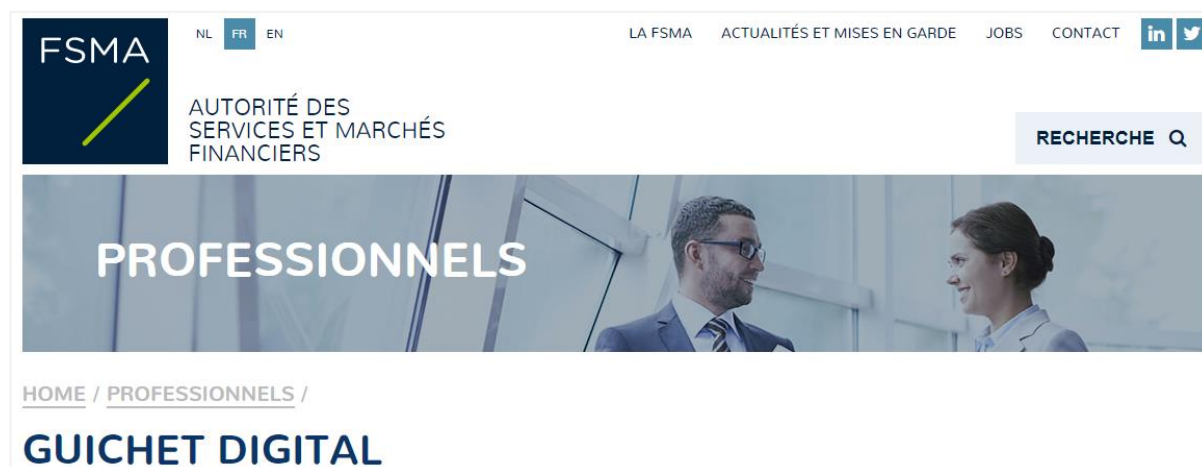 FSMA
NL FR EN
LA FSMA ACTUALITÉS ET MISES EN GARDE JOBS CONTACT in
AUTORITÉ DES
SERVICES ET MARCHÉS
FINANCIERS
RECHERCHE
PROFESSIONNELS
HOME / PROFESSIONNELS /
GUICHET DIGITAL